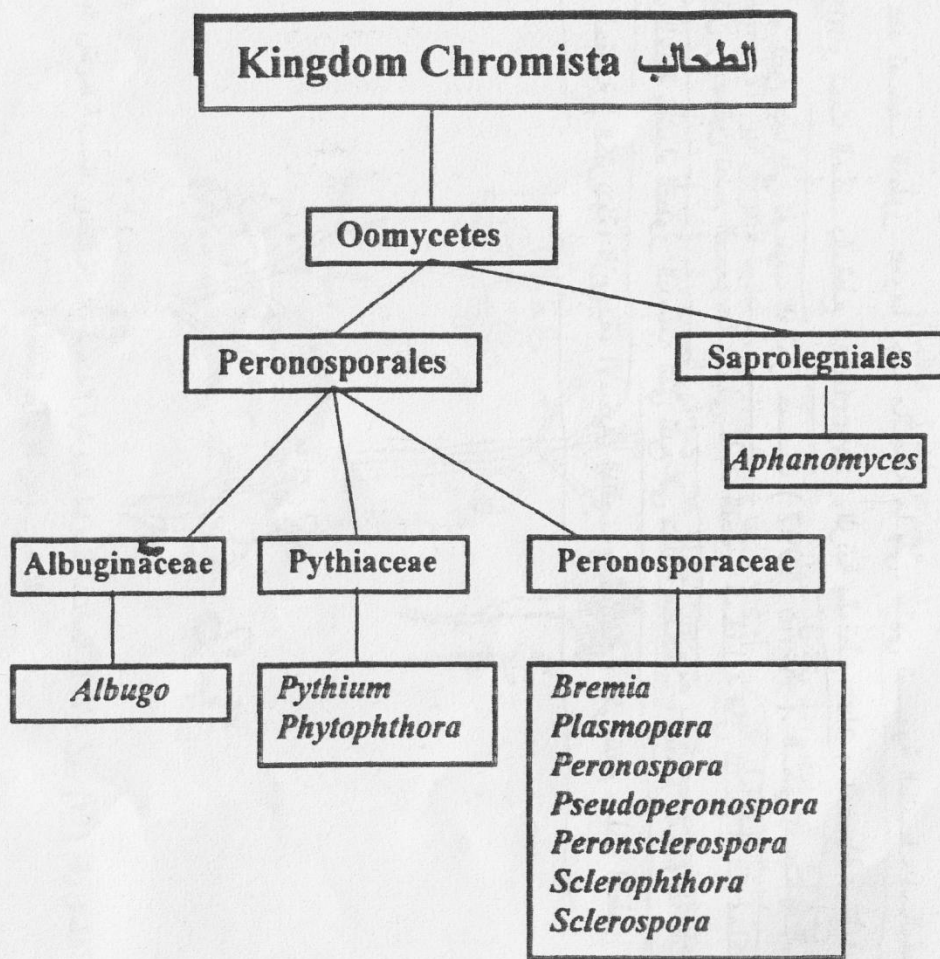 Kingdom Chromista الطحالب
Oomycetes
Peronosporales
Saprolegniales
Aphanomyces
Albuginaceae
Pythiaceae
Peronosporaceae
Albugo
Pythium
Phytophthora
Bremia
Plasmopara
Peronospora
Pseudoperonospora
Peronsclerospora
Sclerophthora
Sclerospora